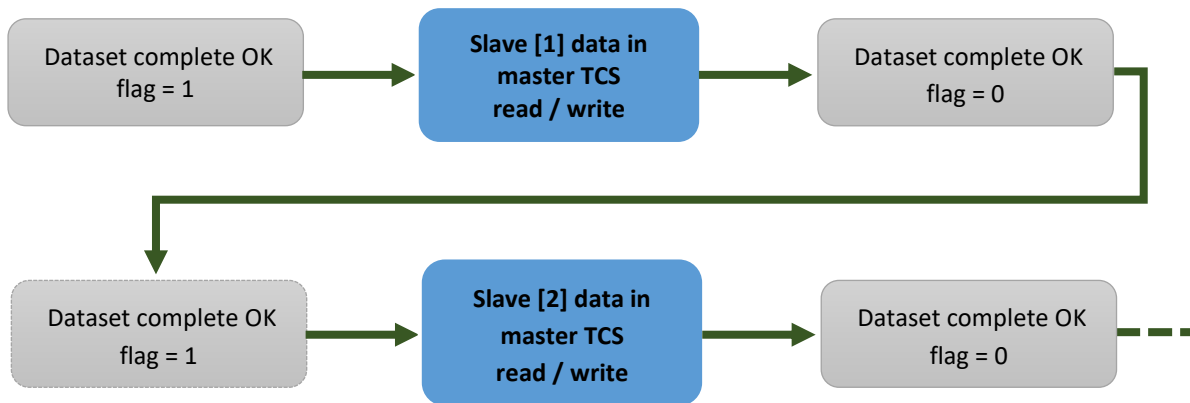 Dataset complete OK
flag = 1
Slave [1] data in
master TCS
read / write
Dataset complete OK
flag = 0
Dataset complete OK
flag = 1
Slave [2] data in
master TCS
read / write
Dataset complete OK
flag = 0